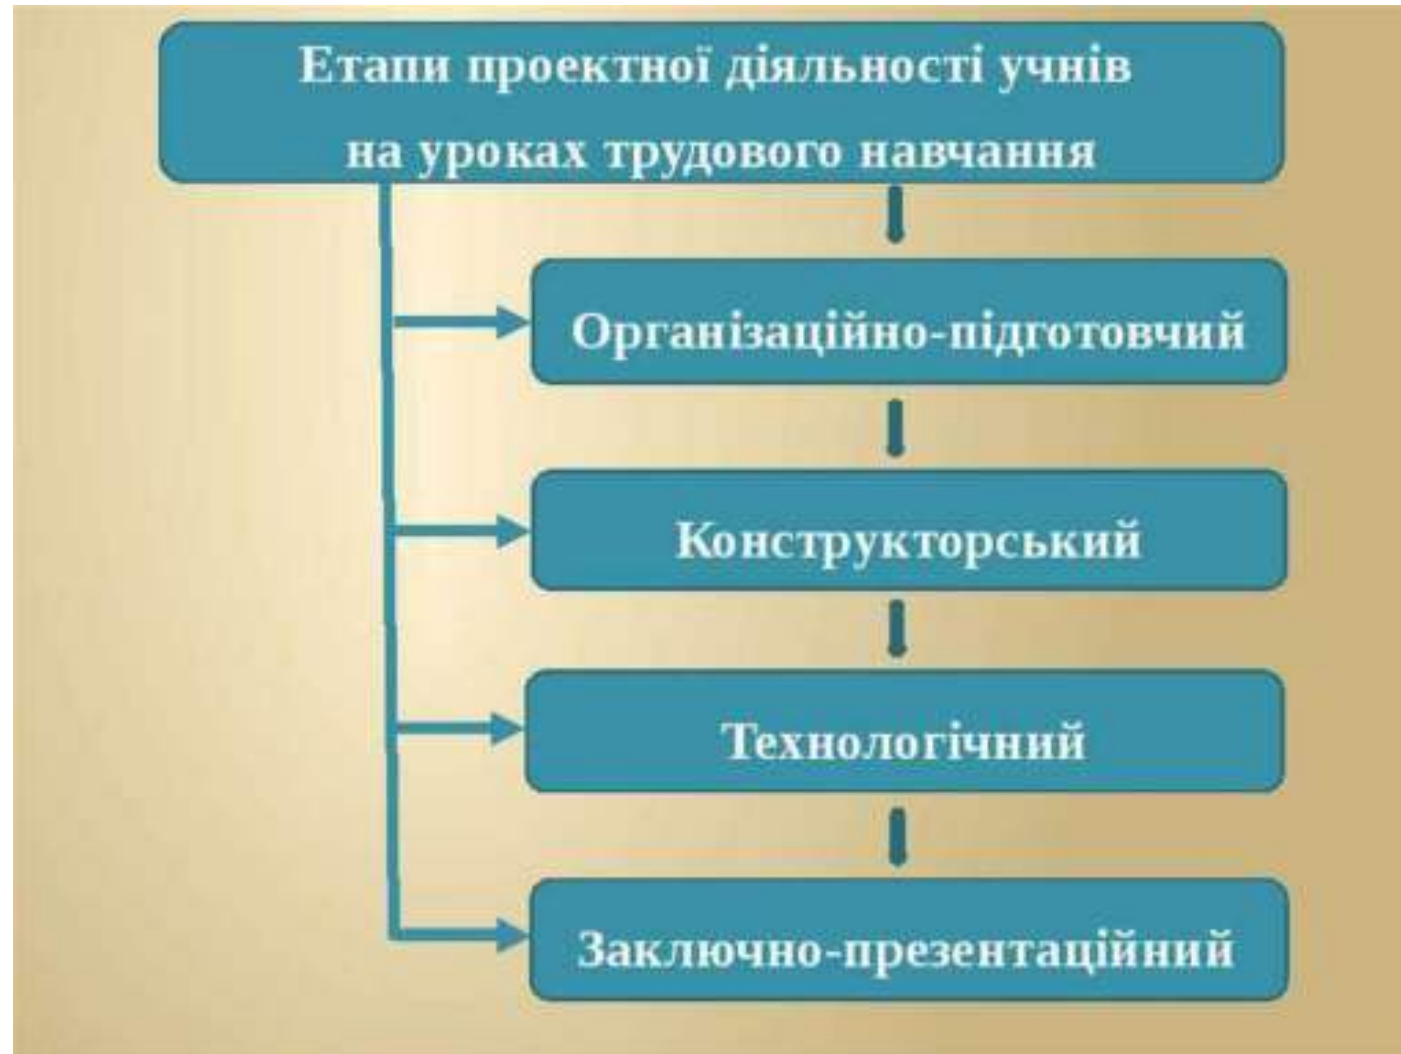 Етапи проектної діяльності учнів
на уроках трудового навчання
Організаційно-підготовчий
Конструкторський
Технологічний
Заключно-презентаційний